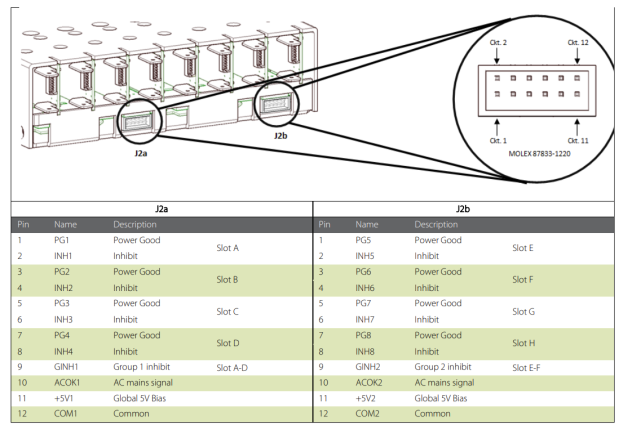 Ckt. 2 Ckt. 12
Ckt. 1 Ckt. 11
MOLEX 87833-1220
J2b
J2a
J2a J2b
Pin Name Description Pin Name Description
1 PG1 Power Good Slot A 1 PG5 Power Good Slot E
2 INH1 Inhibit 2 INH5 Inhibit
3 PG2 Power Good Slot B 3 PG6 Power Good Slot F
4 INH2 Inhibit 4 INH6 Inhibit
5 PG3 Power Good Slot C 5 PG7 Power Good Slot G
6 INH3 Inhibit 6 INH7 Inhibit
7 PG4 Power Good Slot D 7 PG8 Power Good Slot H
8 INH4 Inhibit 8 INH8 Inhibit
9 GINH1 Group 1 inhibit Slot A-D 9 GINH2 Group 2 inhibit Slot E-F
10 ACOK1 AC mains signal 10 ACOK2 AC mains signal
11 +5V1 Global 5V Bias 11 +5V2 Global 5V Bias
12 COM1 Common 12 COM2 Common